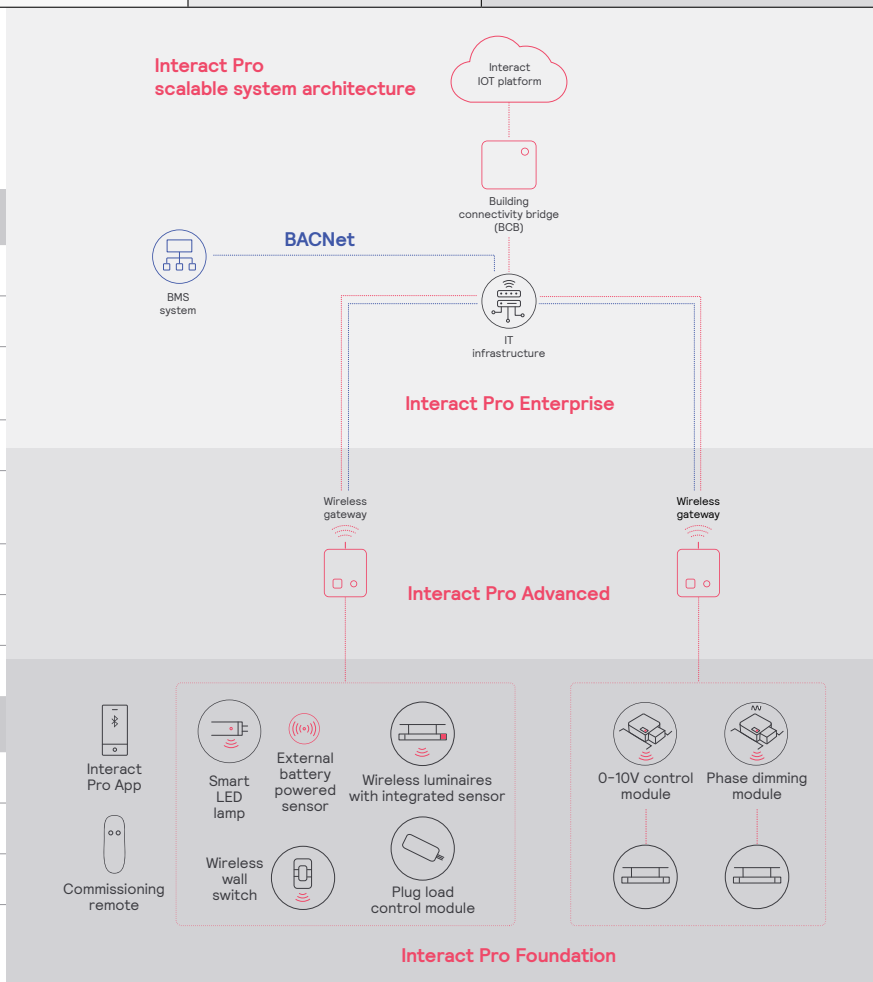 Interact Pro
scalable system architecture
Interact
IOT platform
Building
connectivity bridge
(BCB)
BACNet
BMS
system
IT
infrastructure
Interact Pro Enterprise
Wireless
gateway
Wireless
gateway
Interact Pro Advanced
Interact
Pro App
Smart
LED
lamp
External
battery
powered
sensor
Wireless luminaires
with integrated sensor
0-10V control
module
Phase dimming
module
Commissioning
remote
Wireless
wall
switch
Plug load
control module
Interact Pro Foundation